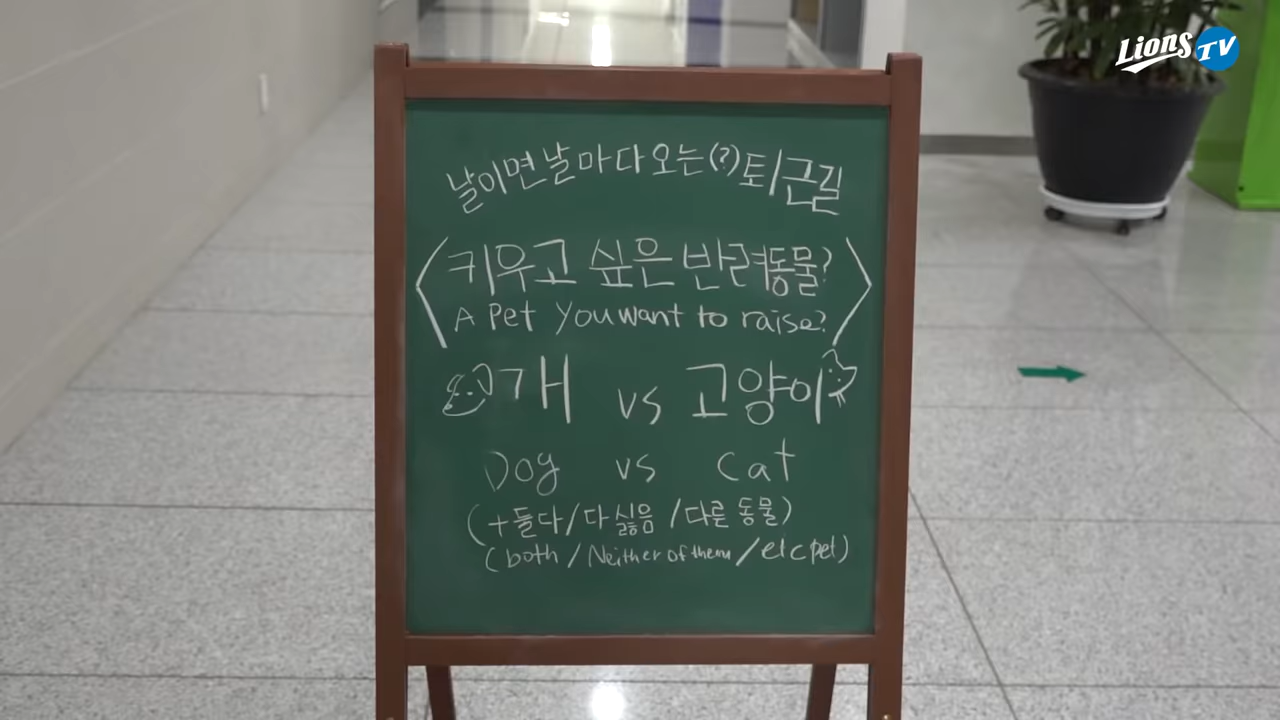 Lions TV
날이면 날마다 오는(?) 퇴근길
<키우고 싶은 반려동물?>
A Pet You want to raise?
개 vs 고양이
Dog vs Cat
(+둘다/다 싫음/다른 동물)
(both/Neither of them/etc pet)